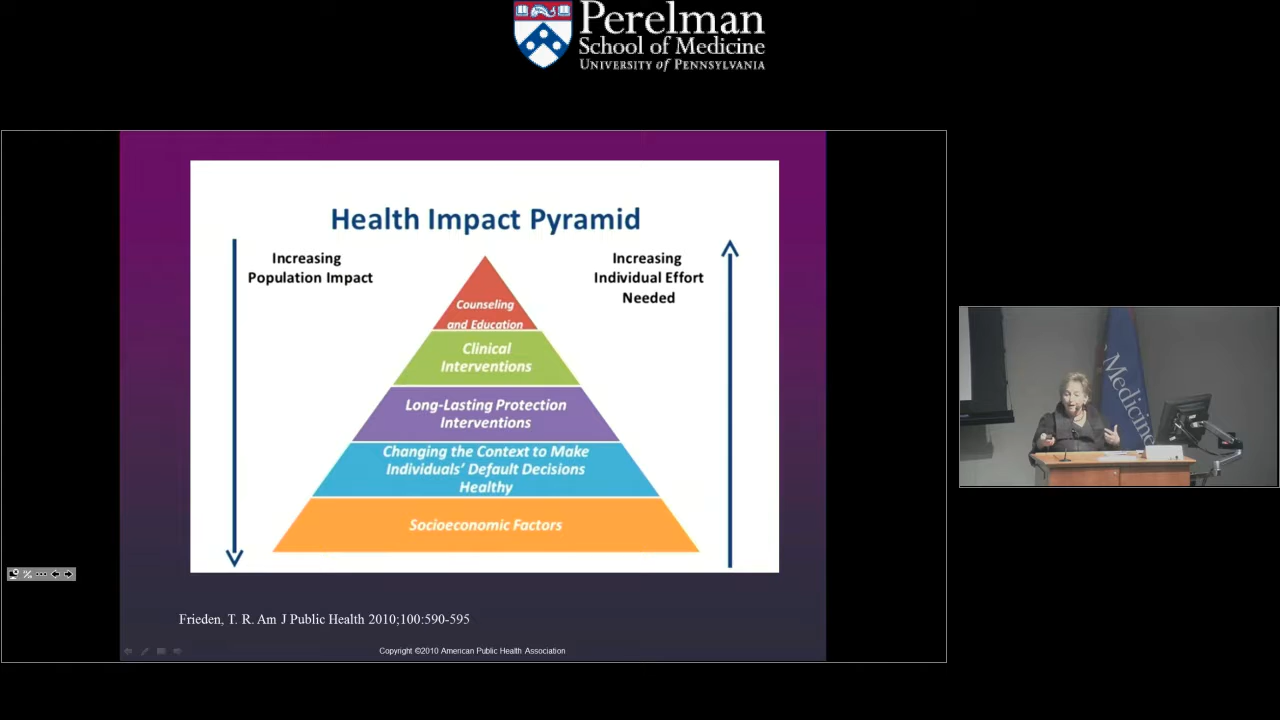 Perelman
School of Medicine
UNIVERSITY of PENNSYLVANIA
Health Impact Pyramid
Increasing
Population Impact
Increasing
Individual Effort
Needed
Counseling
and Education
Clinical
Interventions
Long-Lasting Protection
Interventions
Changing the Context to Make
Individuals' Default Decisions
Healthy
Socioeconomic Factors
Medicine
Frieden, T. R. Am J Public Health 2010;100:590-595
Copyright ©2010 American Public Health Association